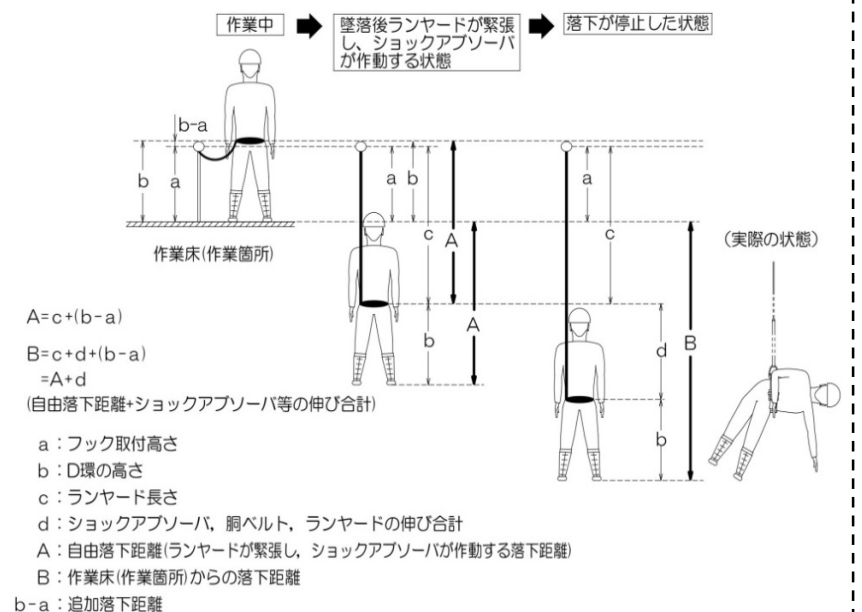 作業中
墜落後ランヤードが緊張
し、ショックアブソーバ
が作動する状態
落下が停止した状態
b-a
b
a
作業床(作業箇所)
a
b
c
A
A
b
a
c
d
b
B
(実際の状態)
A=c+(b-a)
B=c+d+(b-a)
=A+d
(自由落下距離+ショックアブソーバ等の伸び合計)
a:フック取付高さ
b:D環の高さ
c:ランヤード長さ
d:ショックアブソーバ,胴ベルト,ランヤードの伸び合計
A:自由落下距離(ランヤードが緊張し,ショックアブソーバが作動する落下距離)
B:作業床(作業箇所)からの落下距離
b-a:追加落下距離